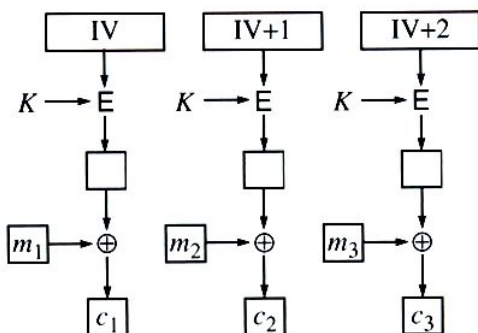 IV IV+1 IV+2
K E K E K E
m₁ ⊕ m₂ ⊕ m₃ ⊕
c₁ c₂ c₃